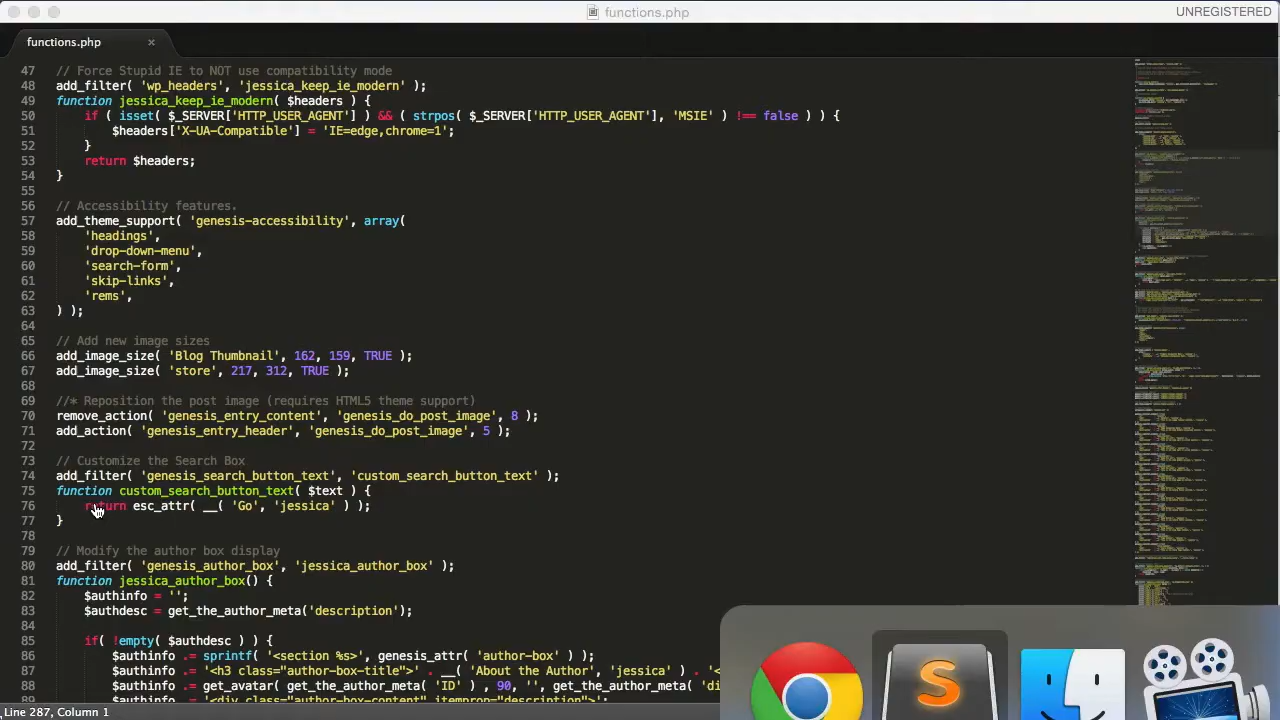 functions.php
UNREGISTERED
functions.php ×
47 // Force Stupid IE to NOT use compatibility mode
48 add_filter( 'wp_headers', 'jessica_keep_ie_modern' );
49 function jessica_keep_ie_modern( $headers ) {
50 if ( isset( $_SERVER['HTTP_USER_AGENT'] ) && ( strpos( $_SERVER['HTTP_USER_AGENT'], 'MSIE' ) !== false ) ) {
51 $headers['X-UA-Compatible'] = 'IE=edge,chrome=1';
52 }
53 return $headers;
54 }
55
56 // Accessibility features.
57 add_theme_support( 'genesis-accessibility', array(
58 'headings',
59 'drop-down-menu',
60 'search-form',
61 'skip-links',
62 'rems',
63 ) );
64
65 // Add new image sizes
66 add_image_size( 'Blog Thumbnail', 162, 159, TRUE );
67 add_image_size( 'store', 217, 312, TRUE );
68
69 //* Reposition the post image (requires HTML5 theme support)
70 remove_action( 'genesis_entry_content', 'genesis_do_post_image', 8 );
71 add_action( 'genesis_entry_header', 'genesis_do_post_image', 5 );
72
73 // Customize the Search Box
74 add_filter( 'genesis_search_button_text', 'custom_search_button_text' );
75 function custom_search_button_text( $text ) {
76 return esc_attr( __( 'Go', 'jessica' ) );
77 }
78
79 // Modify the author box display
80 add_filter( 'genesis_author_box', 'jessica_author_box' );
81 function jessica_author_box() {
82 $authinfo = '';
83 $authdesc = get_the_author_meta('description');
84
85 if( !empty( $authdesc ) ) {
86 $authinfo .= sprintf( '<section %s>', genesis_attr( 'author-box' ) );
87 $authinfo .= '<h3 class="author-box-title">' . __( 'About the Author', 'jessica' ) . '<
88 $authinfo .= get_avatar( get_the_author_meta( 'ID' ) , 90, '', get_the_author_meta( 'di
$authinfo .= '<div class="author-box-content" item
Line 287, Column 1